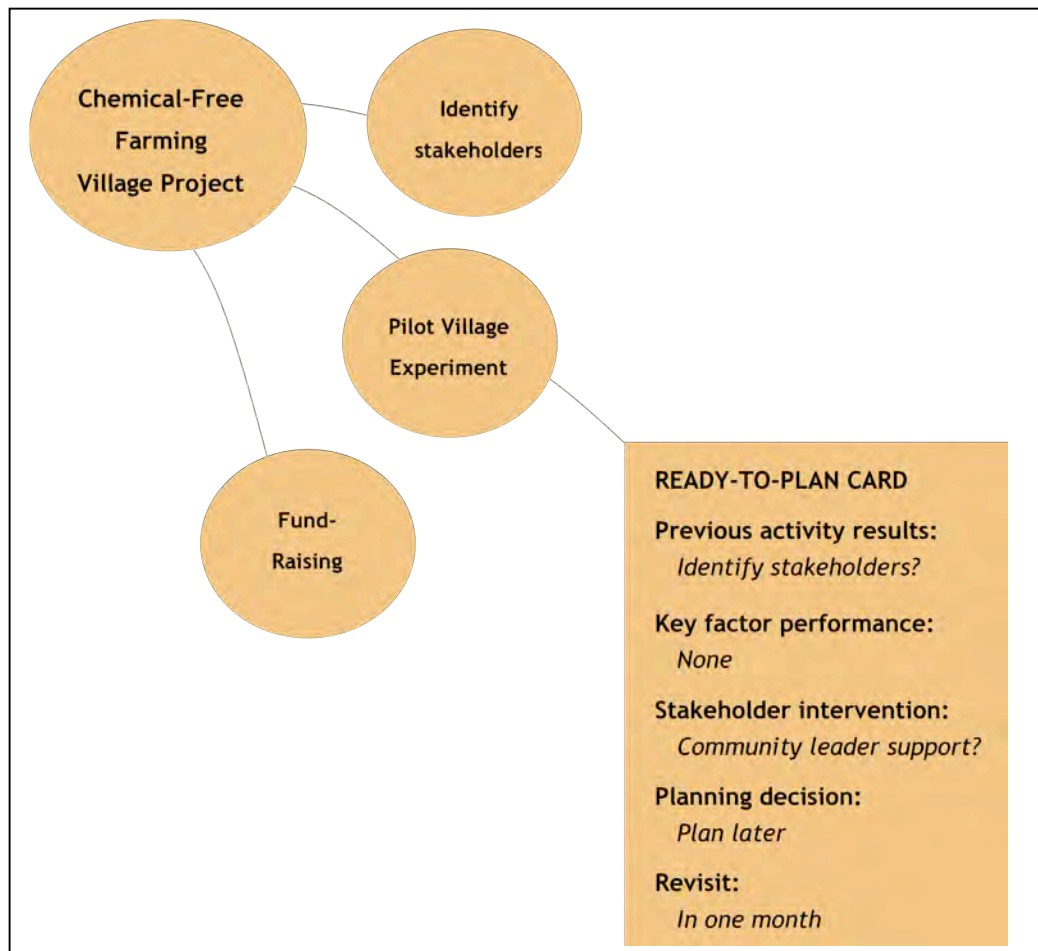 Chemical-Free
Farming
Village Project
Identify
stakeholders
Pilot Village
Experiment
Fund-
Raising
READY-TO-PLAN CARD
Previous activity results:
Identify stakeholders?
Key factor performance:
None
Stakeholder intervention:
Community leader support?
Planning decision:
Plan later
Revisit:
In one month